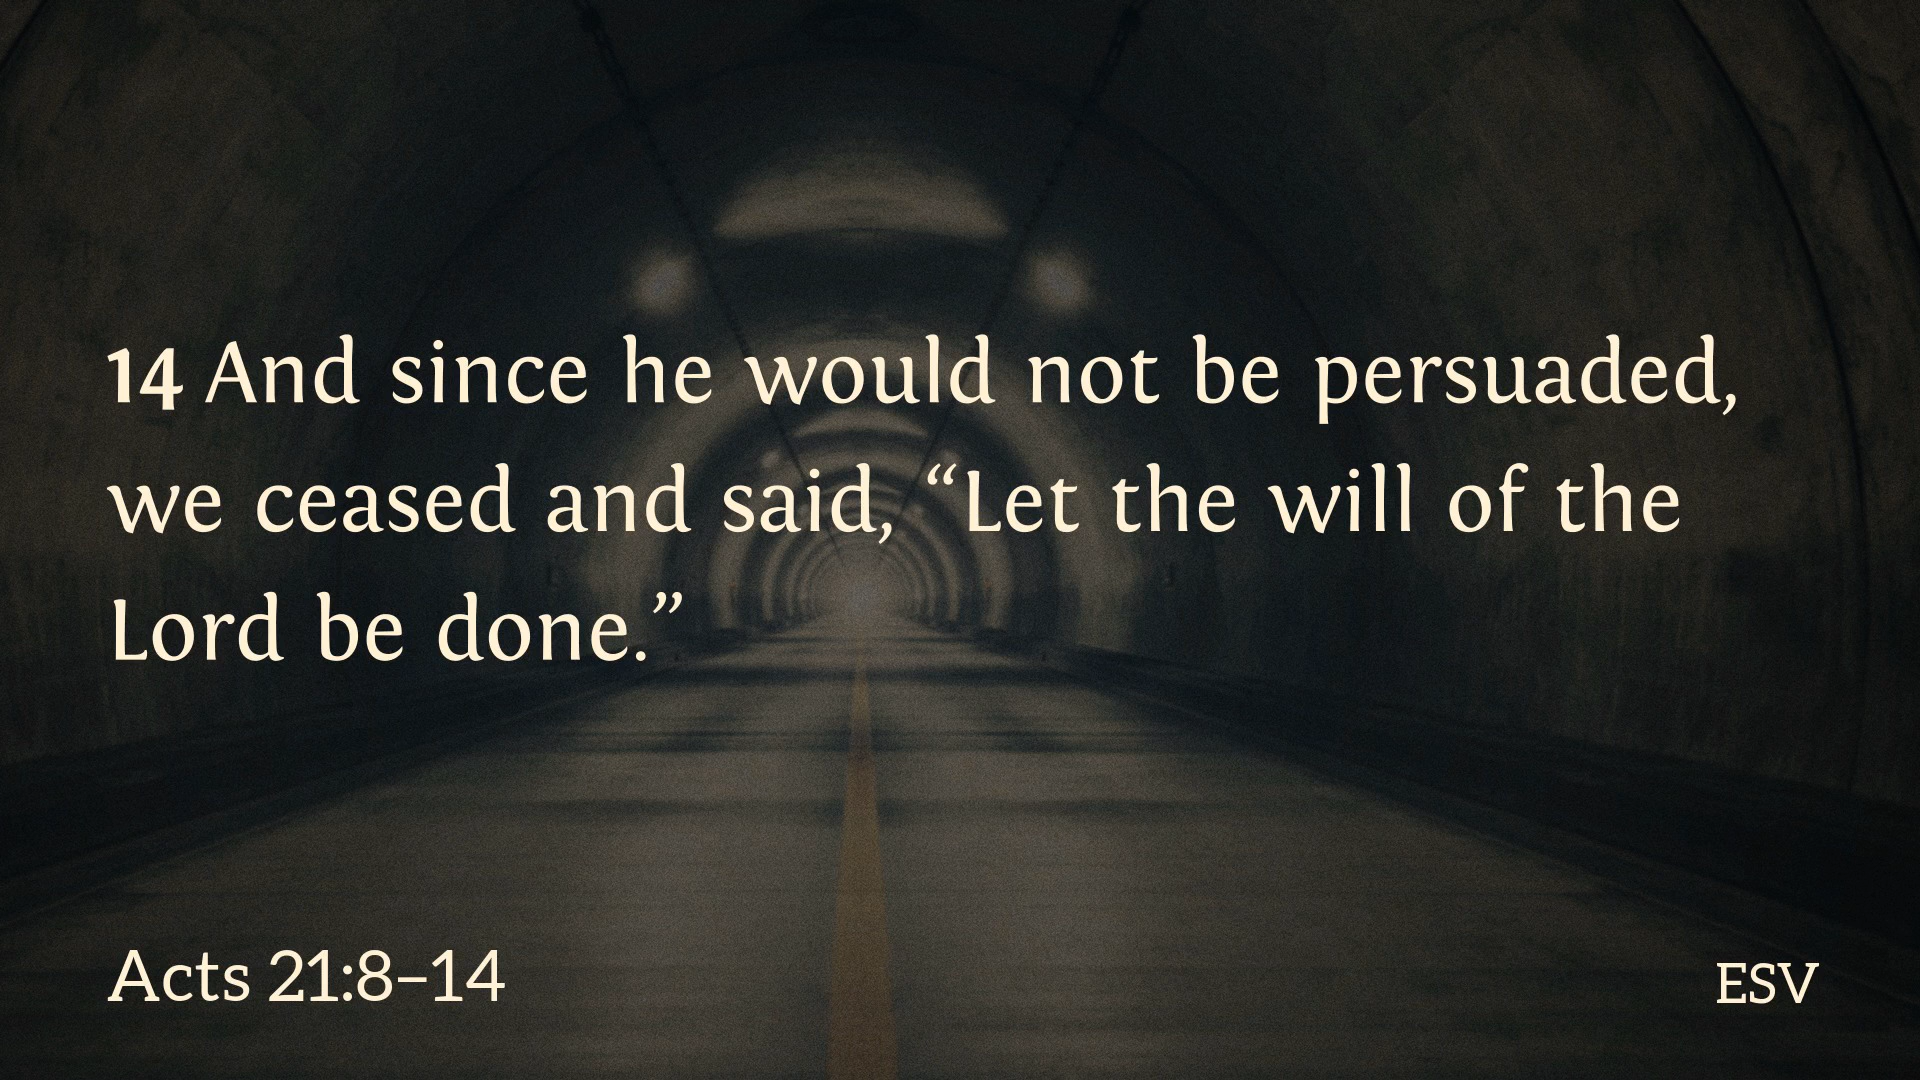 14 And since he would not be persuaded,
we ceased and said, “Let the will of the
Lord be done.”
Acts 21:8–14
ESV